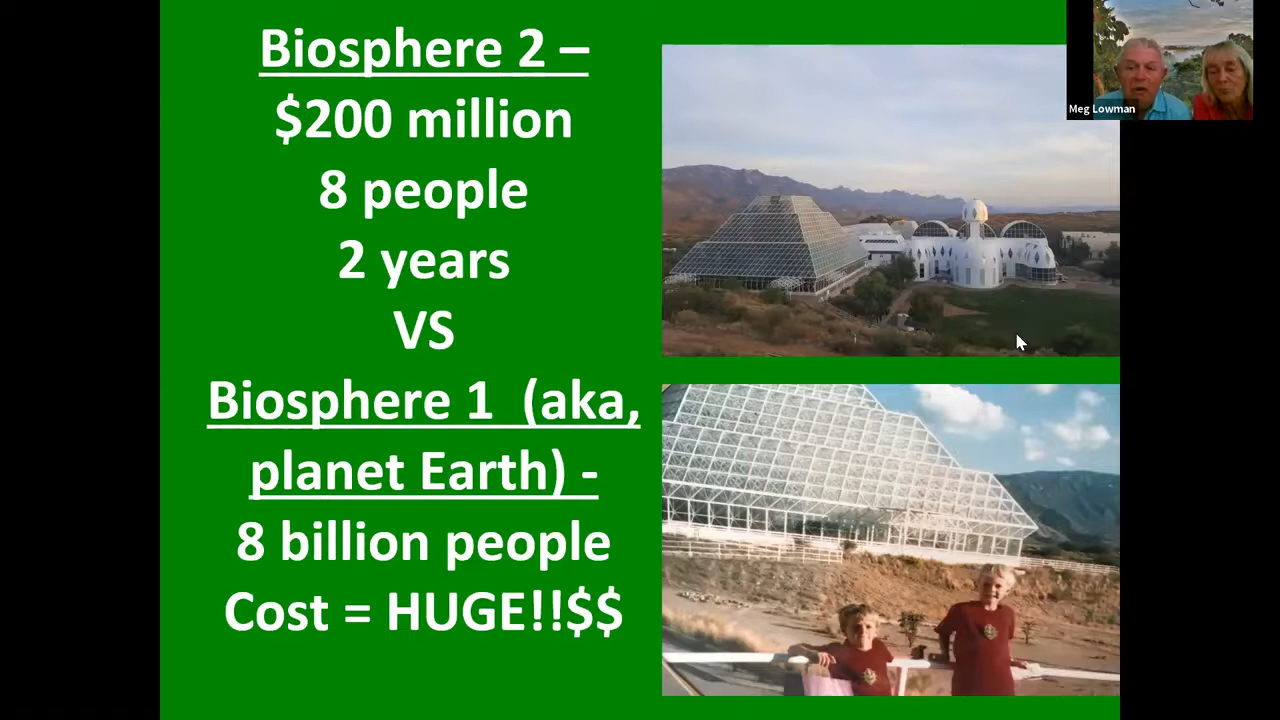 Biosphere 2 –
$200 million
8 people
2 years
VS
Biosphere 1 (aka,
planet Earth) -
8 billion people
Cost = HUGE!!$$
Meg Lowman